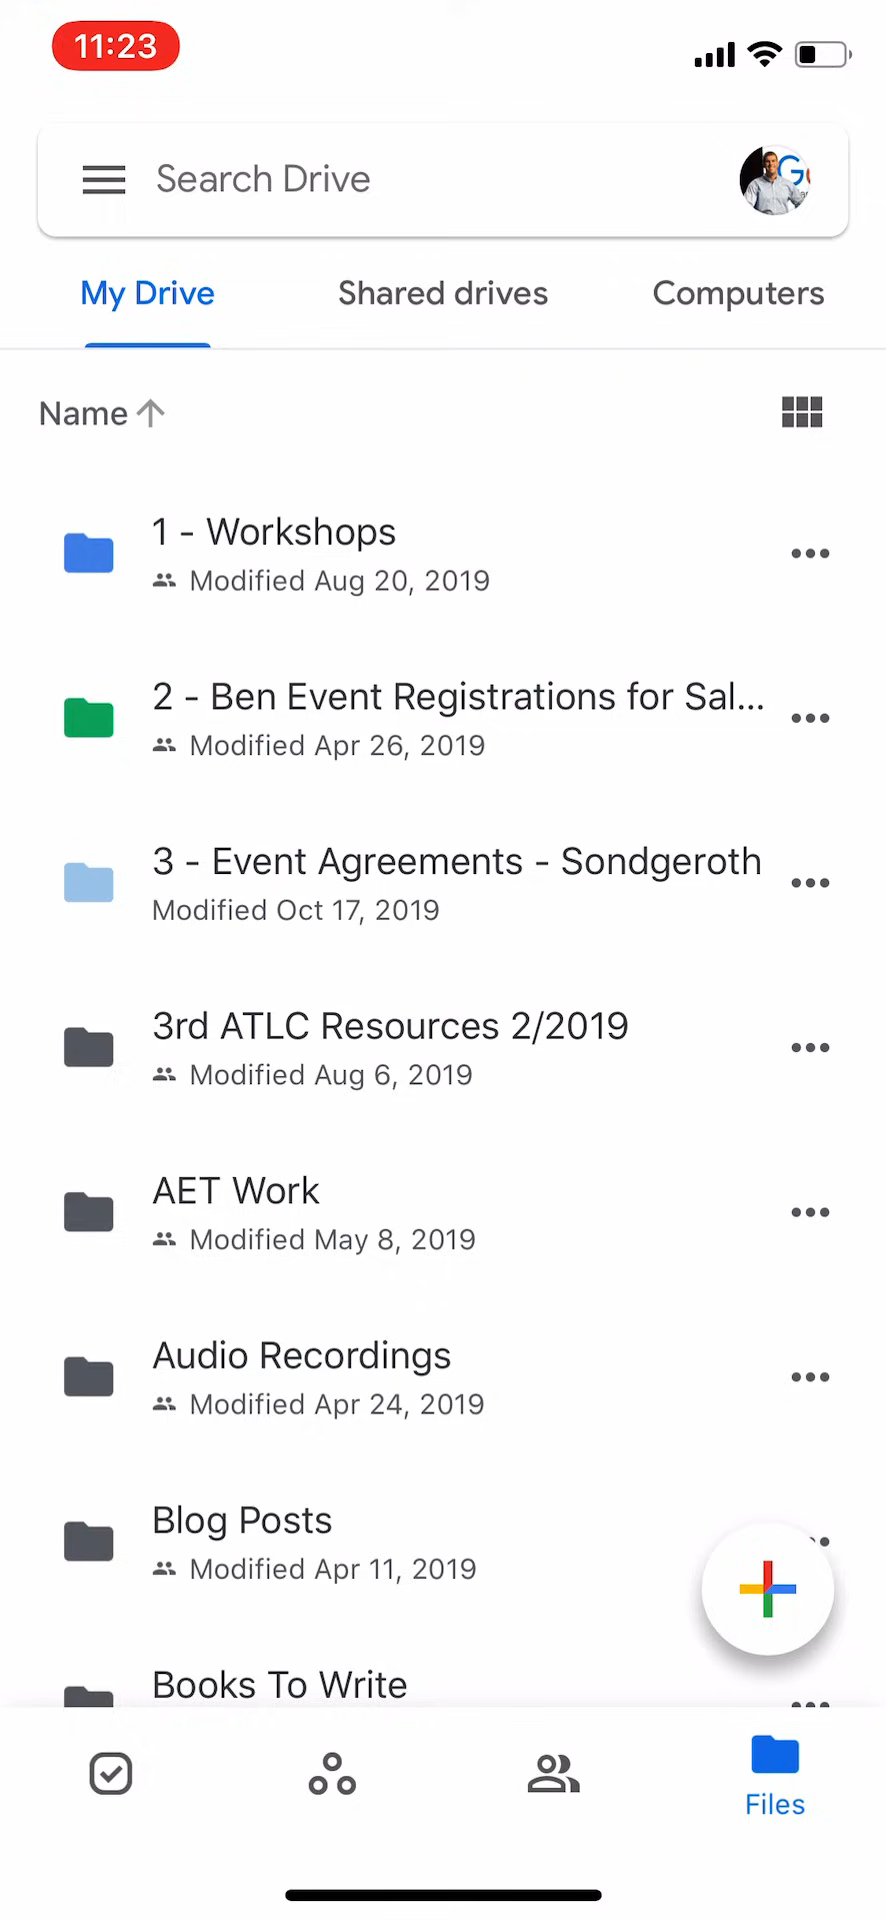 11:23
Search Drive
My Drive Shared drives Computers
Name
1 - Workshops
Modified Aug 20, 2019
2 - Ben Event Registrations for Sal...
Modified Apr 26, 2019
3 - Event Agreements - Sondgeroth
Modified Oct 17, 2019
3rd ATLC Resources 2/2019
Modified Aug 6, 2019
AET Work
Modified May 8, 2019
Audio Recordings
Modified Apr 24, 2019
Blog Posts
Modified Apr 11, 2019
Books To Write
Files